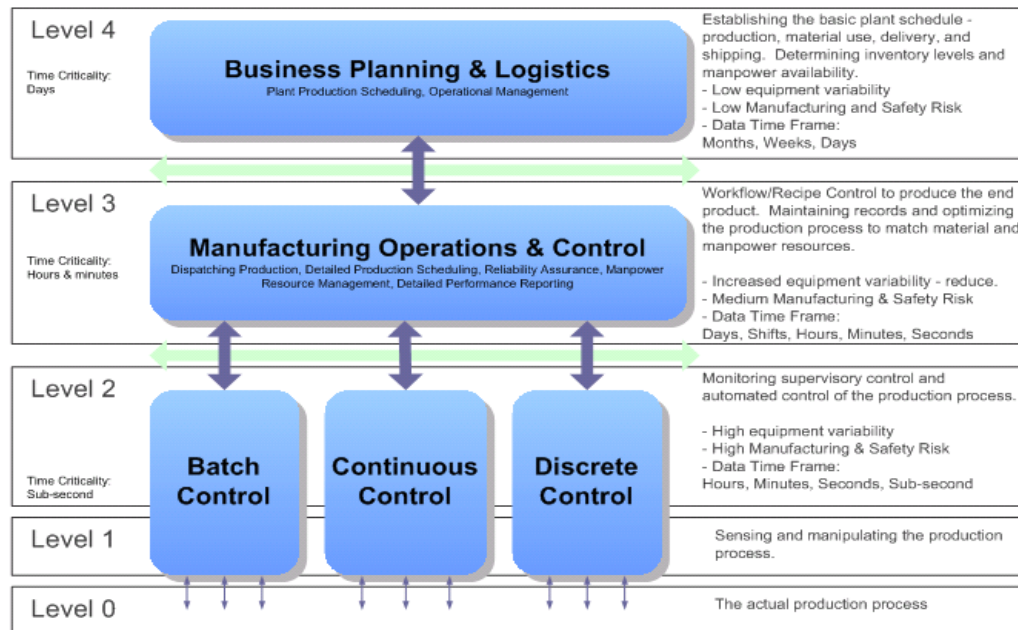 Level 4
Time Criticality:
Days
Business Planning & Logistics
Plant Production Scheduling, Operational Management
Establishing the basic plant schedule -
production, material use, delivery, and
shipping. Determining inventory levels and
manpower availability.
- Low equipment variability
- Low Manufacturing and Safety Risk
- Data Time Frame:
Months, Weeks, Days
Level 3
Time Criticality:
Hours & minutes
Manufacturing Operations & Control
Dispatching Production, Detailed Production Scheduling, Reliability Assurance, Manpower
Resource Management, Detailed Performance Reporting
Workflow/Recipe Control to produce the end
product. Maintaining records and optimizing
the production process to match material and
manpower resources.
- Increased equipment variability - reduce.
- Medium Manufacturing & Safety Risk
- Data Time Frame:
Days, Shifts, Hours, Minutes, Seconds
Level 2
Time Criticality:
Sub-second
Batch
Control
Continuous
Control
Discrete
Control
Monitoring supervisory control and
automated control of the production process.
- High equipment variability
- High Manufacturing & Safety Risk
- Data Time Frame:
Hours, Minutes, Seconds, Sub-second
Level 1
Sensing and manipulating the production
process.
Level 0
The actual production process